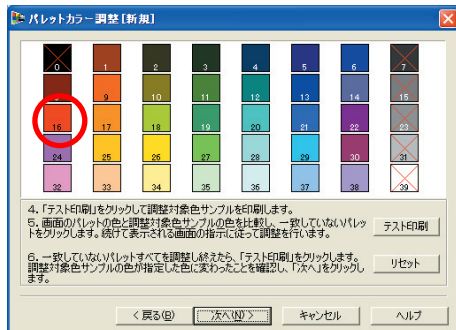 パレットカラー調整[新規]
0 1 2 3 4 5 6 7
8 9 10 11 12 13 14 15
16 17 18 19 20 21 22 23
24 25 26 27 28 29 30 31
32 33 34 35 36 37 38 39
4.「テスト印刷」をクリックして調整対象色サンプルを印刷します。
5.画面のパレットの色と調整対象色サンプルの色を比較し、一致していないパレッ
トをクリックします。続けて表示される画面の指示に従って調整を行います。
テスト印刷
6.一致していないパレットすべてを調整し終えたら、「テスト印刷」をクリックします。
調整対象色サンプルの色が指定した色に変わったことを確認し、「次へ」をクリックし
ます。
リセット
< 戻る(B) 次へ(N) > キャンセル ヘルプ